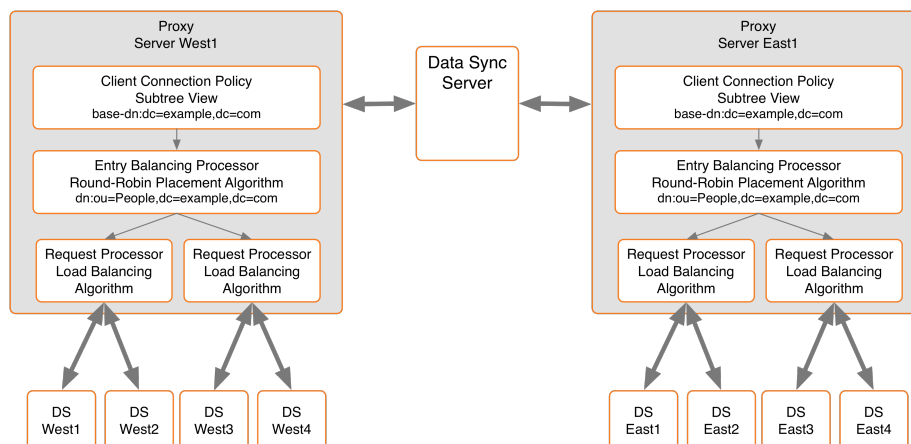 Proxy
Server West1
Client Connection Policy
Subtree View
base-dn:dc=example,dc=com
Entry Balancing Processor
Round-Robin Placement Algorithm
dn:ou=People,dc=example,dc=com
Request Processor
Load Balancing
Algorithm
Request Processor
Load Balancing
Algorithm
DS
West1
DS
West2
DS
West3
DS
West4
Data Sync
Server
Proxy
Server East1
Client Connection Policy
Subtree View
base-dn:dc=example,dc=com
Entry Balancing Processor
Round-Robin Placement Algorithm
dn:ou=People,dc=example,dc=com
Request Processor
Load Balancing
Algorithm
Request Processor
Load Balancing
Algorithm
DS
East1
DS
East2
DS
East3
DS
East4